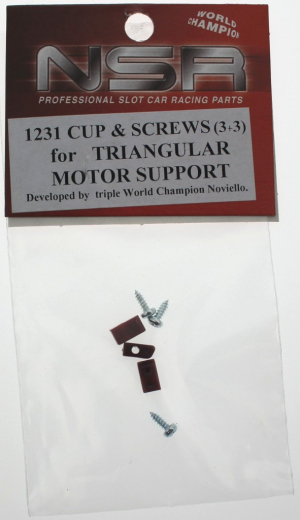 WORLD
CHAMPION
NSR
PROFESSIONAL SLOT CAR RACING PARTS
1231 CUP & SCREWS (3+3)
for TRIANGULAR
MOTOR SUPPORT
Developed by triple World Champion Noviello.